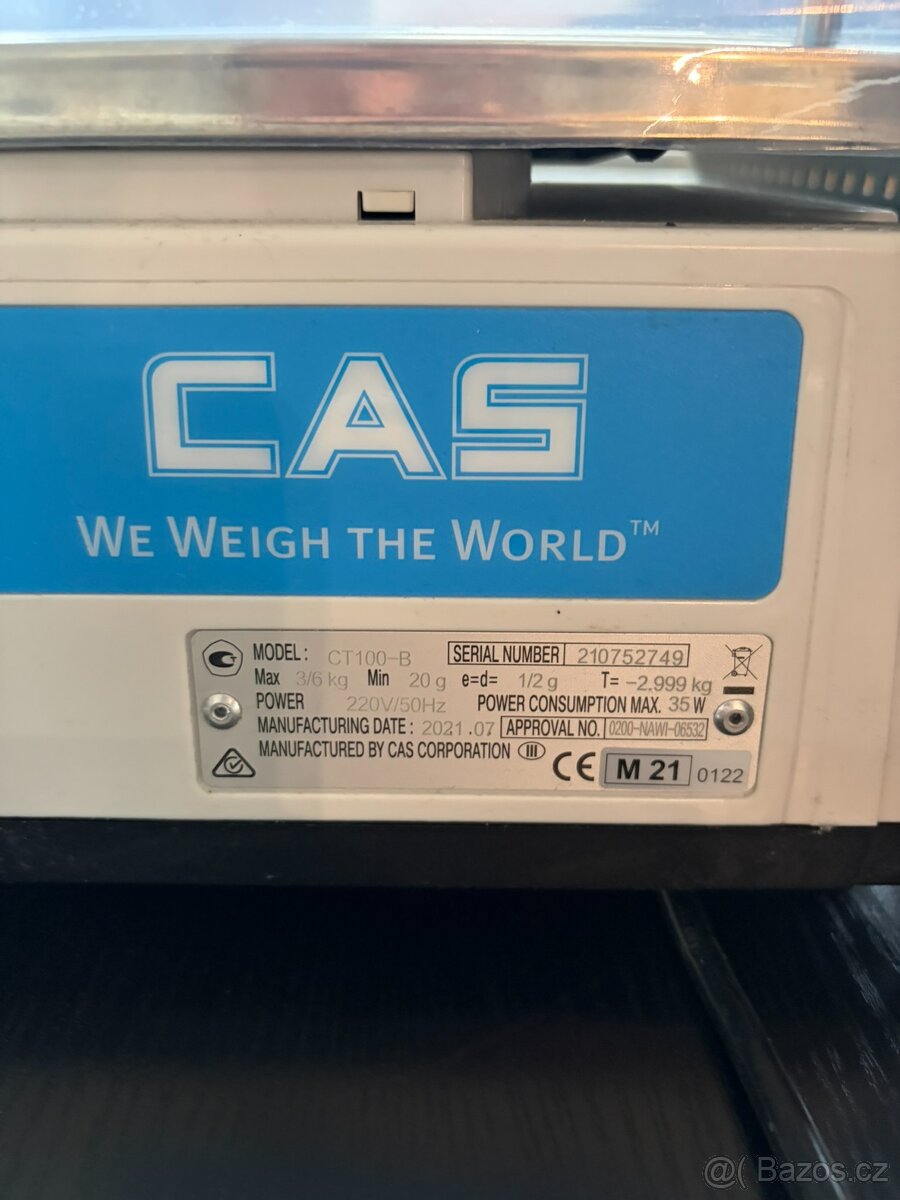 CAS
WE WEIGH THE WORLD™
MODEL: CT100-B SERIAL NUMBER 210752749
Max 3/6 kg Min 20 g e=d= 1/2 g T= -2.999 kg
POWER 220V/50Hz POWER CONSUMPTION MAX. 35 W
MANUFACTURING DATE: 2021.07 APPROVAL NO. 0200-NAWI-06532
MANUFACTURED BY CAS CORPORATION III
CE M 21 0122
@( Bazos.cz